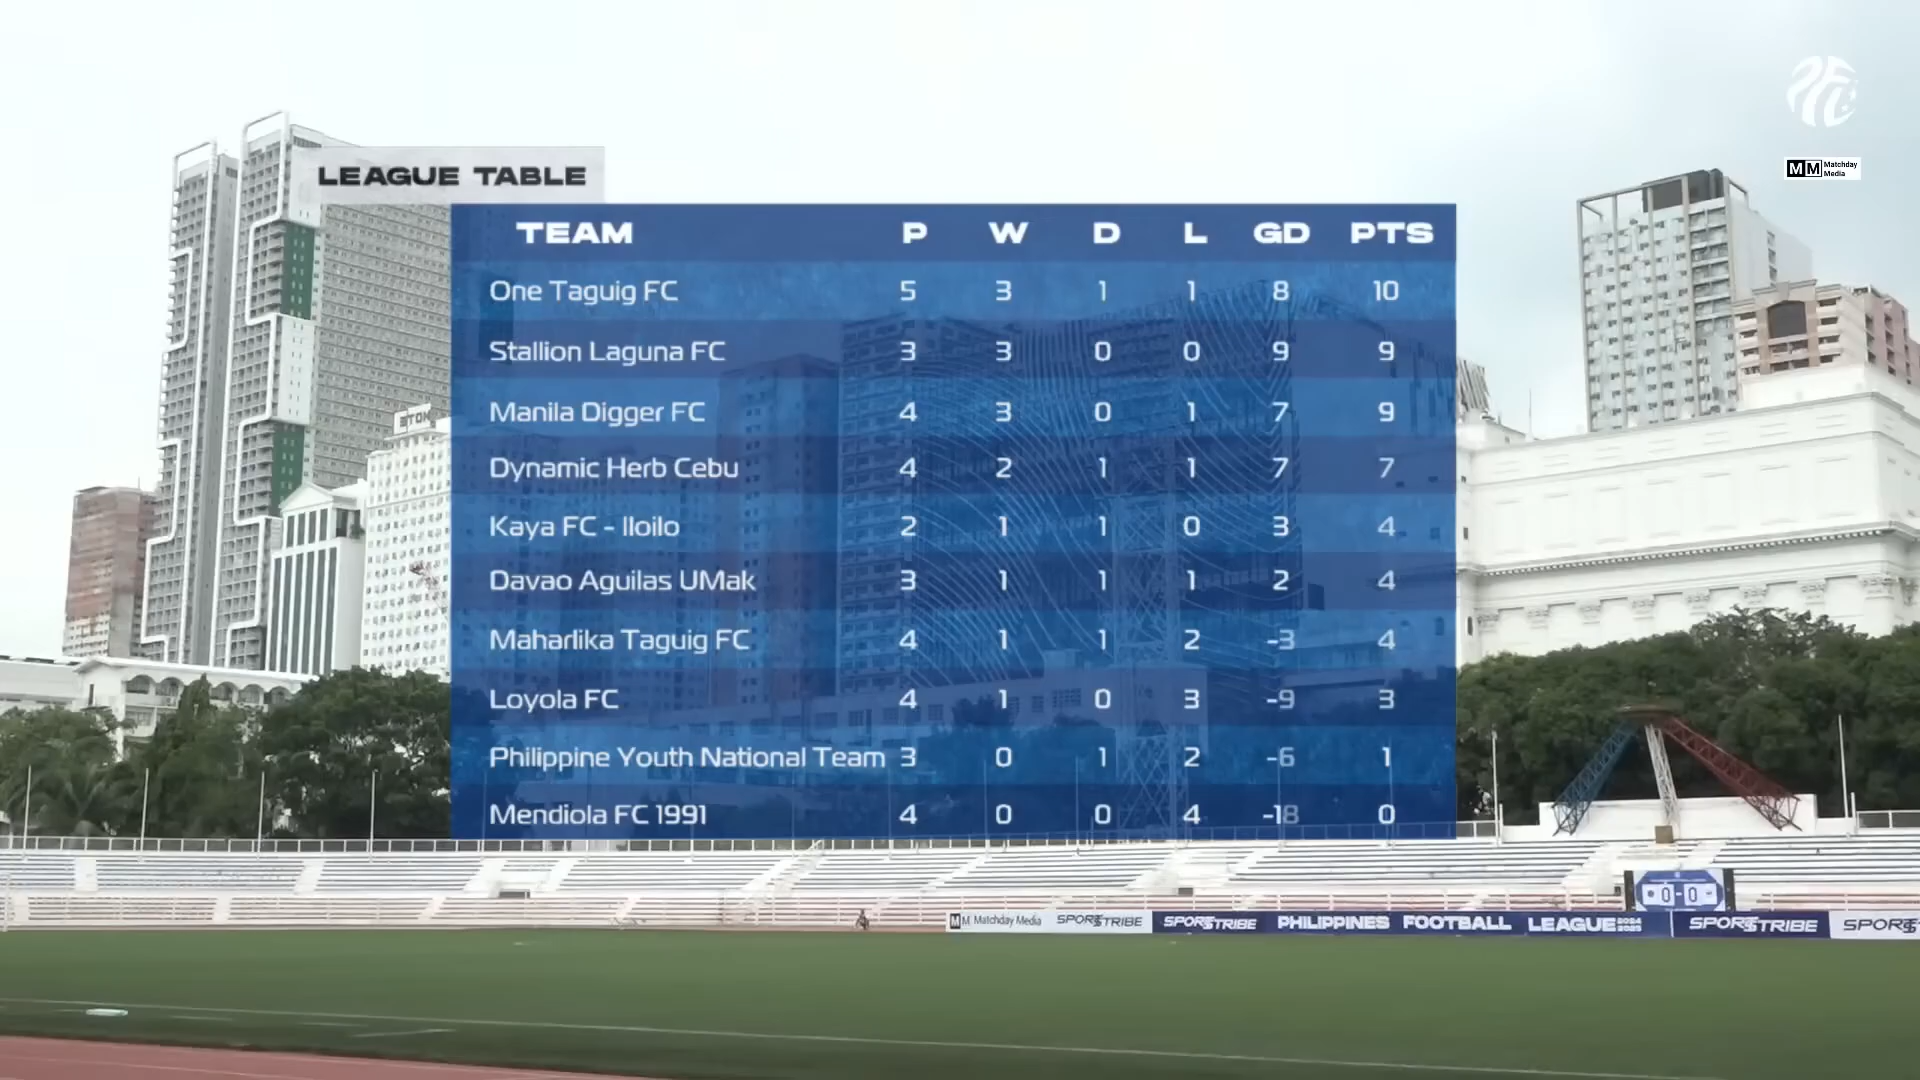 LEAGUE TABLE
TEAM P W D L GD PTS
One Taguig FC 5 3 1 1 8 10
Stallion Laguna FC 3 3 0 0 9 9
Manila Digger FC 4 3 0 1 7 9
Dynamic Herb Cebu 4 2 1 1 7 7
Kaya FC - Iloilo 2 1 1 0 3 4
Davao Aguilas UMak 3 1 1 1 2 4
Maharlika Taguig FC 4 1 1 2 -3 4
Loyola FC 4 1 0 3 -9 3
Philippine Youth National Team 3 0 1 2 -6 1
Mendiola FC 1991 4 0 0 4 -18 0
PFL
MM Matchday
Media
0-0
MM Matchday Media SPORTSTRIBE SPORTSTRIBE PHILIPPINES FOOTBALL LEAGUE 2024 2025 SPORTSTRIBE